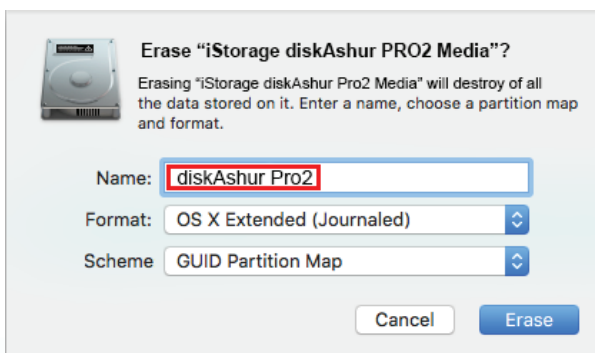 Erase “iStorage diskAshur PRO2 Media”?
Erasing “iStorage diskAshur Pro2 Media” will destroy of all
the data stored on it. Enter a name, choose a partition map
and format.
Name: diskAshur Pro2
Format: OS X Extended (Journaled)
Scheme GUID Partition Map
Cancel Erase